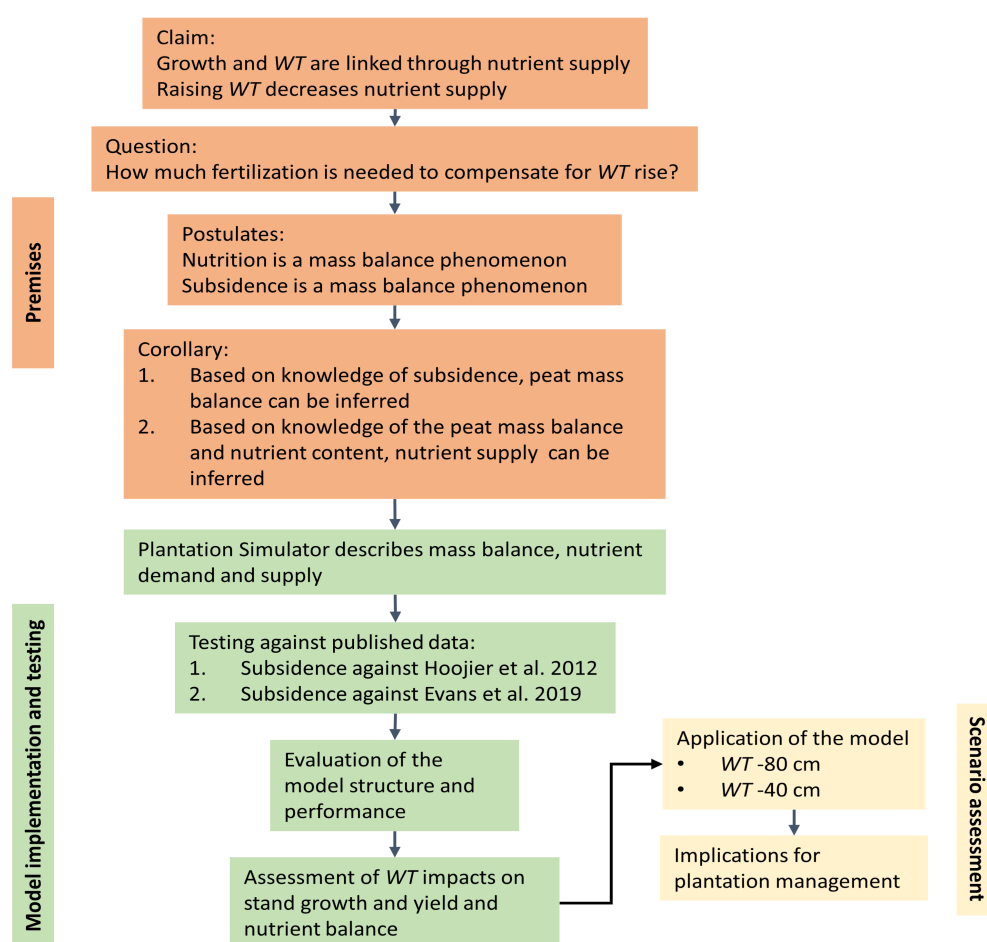 Claim:
Growth and WT are linked through nutrient supply
Raising WT decreases nutrient supply
Question:
How much fertilization is needed to compensate for WT rise?
Premises
Postulates:
Nutrition is a mass balance phenomenon
Subsidence is a mass balance phenomenon
Corollary:
1. Based on knowledge of subsidence, peat mass
balance can be inferred
2. Based on knowledge of the peat mass balance
and nutrient content, nutrient supply can be
inferred
Plantation Simulator describes mass balance, nutrient
demand and supply
Model implementation and testing
Testing against published data:
1. Subsidence against Hoojier et al. 2012
2. Subsidence against Evans et al. 2019
Evaluation of the
model structure and
performance
Assessment of WT impacts on
stand growth and yield and
nutrient balance
Application of the model
• WT -80 cm
• WT -40 cm
Implications for
plantation management
Scenario assessment